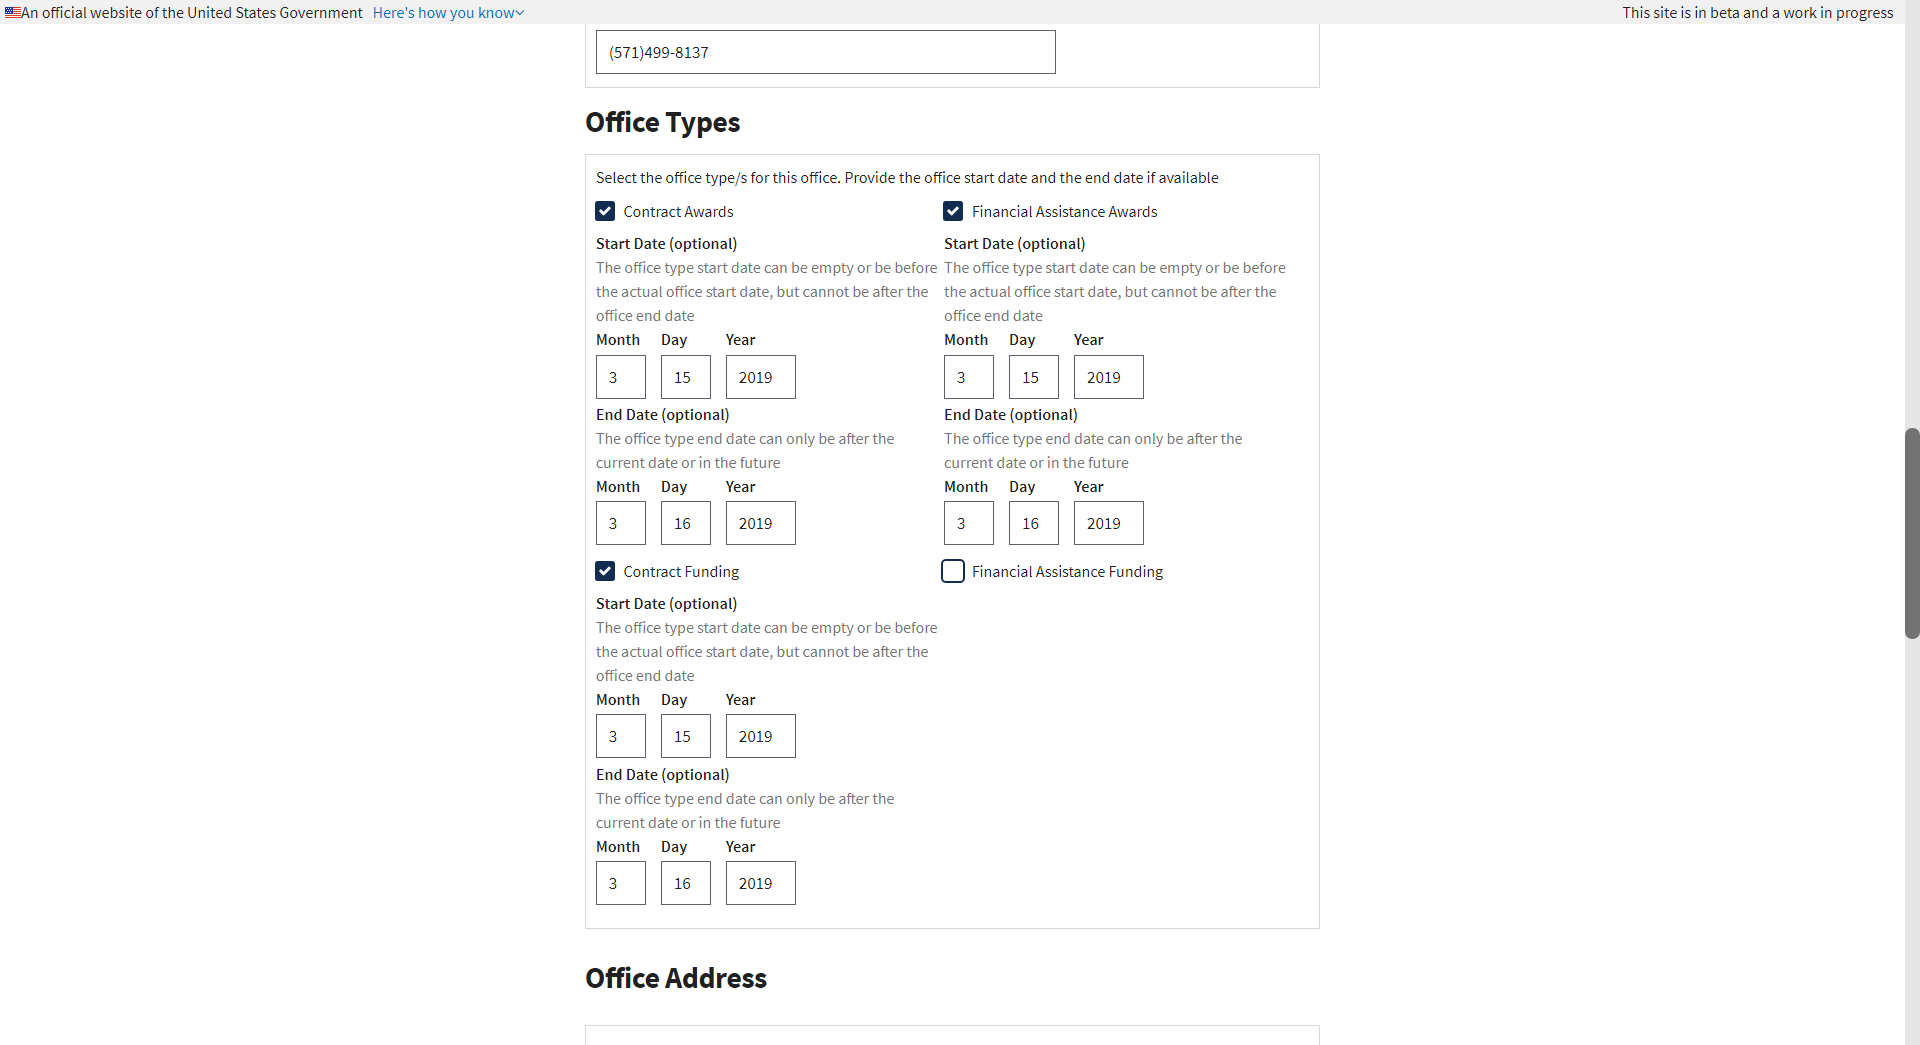 An official website of the United States Government Here's how you know
This site is in beta and a work in progress
(571)499-8137
Office Types
Select the office type/s for this office. Provide the office start date and the end date if available
Contract Awards
Start Date (optional)
The office type start date can be empty or be before
the actual office start date, but cannot be after the
office end date
Month Day Year
3 15 2019
End Date (optional)
The office type end date can only be after the
current date or in the future
Month Day Year
3 16 2019
Financial Assistance Awards
Start Date (optional)
The office type start date can be empty or be before
the actual office start date, but cannot be after the
office end date
Month Day Year
3 15 2019
End Date (optional)
The office type end date can only be after the
current date or in the future
Month Day Year
3 16 2019
Contract Funding
Start Date (optional)
The office type start date can be empty or be before
the actual office start date, but cannot be after the
office end date
Month Day Year
3 15 2019
End Date (optional)
The office type end date can only be after the
current date or in the future
Month Day Year
3 16 2019
Financial Assistance Funding
Office Address